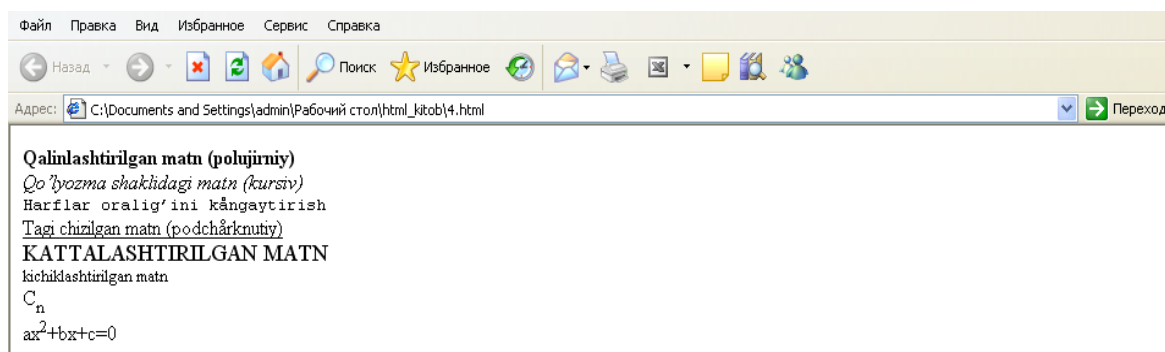 Файл Правка Вид Избранное Сервис Справка
Назад Поиск Избранное
Адрес: C:\Documents and Settings\admin\Рабочий стол\html_kitob\4.html Переход
Qalinlashtirilgan matn (polujirniy)
Qo'lyozma shaklidagi matn (kursiv)
Harflar oralig'ini kångaytirish
Tagi chizilgan matn (podchårknutiy)
KATTALASHTIRILGAN MATN
kichiklashtirilgan matn
Cₙ
ax²+bx+c=0